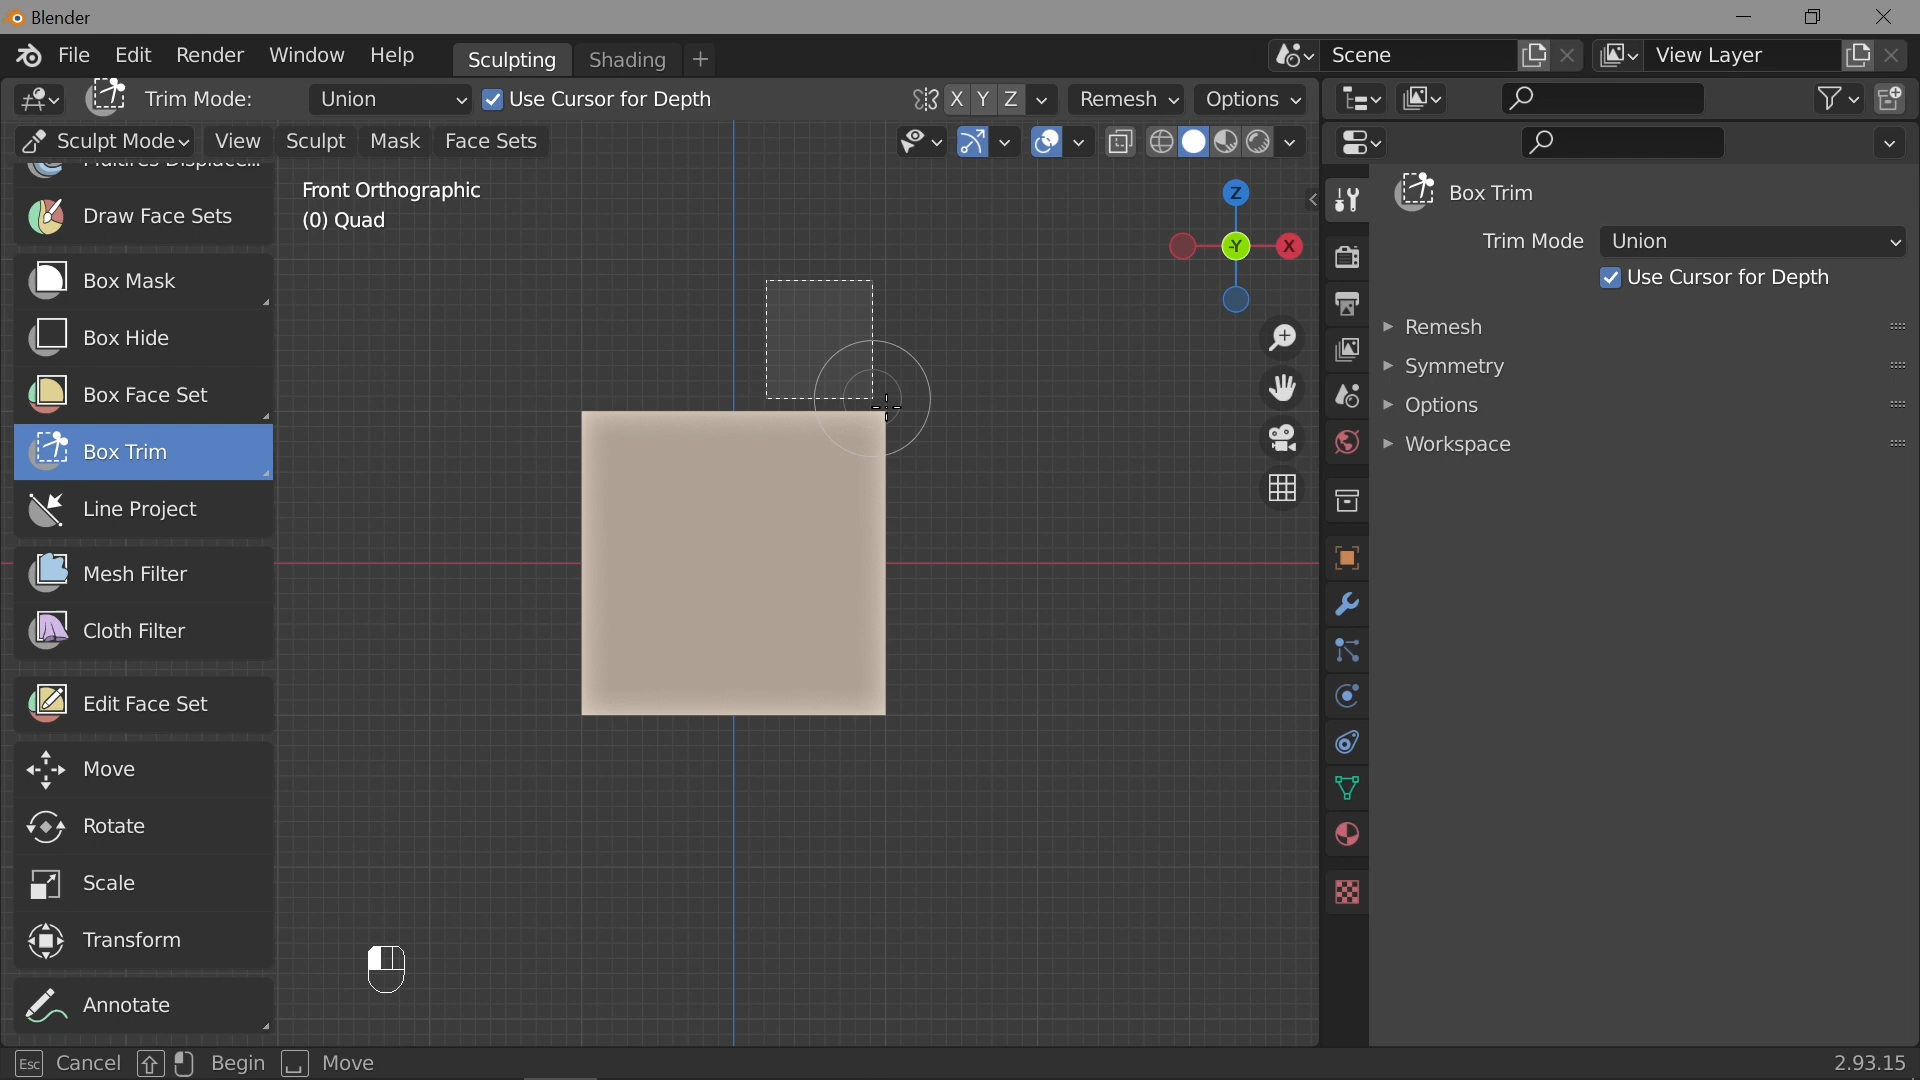 Blender
File Edit Render Window Help Sculpting Shading + Scene View Layer
Trim Mode: Union Use Cursor for Depth X Y Z Remesh Options
Sculpt Mode View Sculpt Mask Face Sets
Front Orthographic
(0) Quad
Z
-Y
X
Draw Face Sets
Box Mask
Box Hide
Box Face Set
Box Trim
Line Project
Mesh Filter
Cloth Filter
Edit Face Set
Move
Rotate
Scale
Transform
Annotate
Box Trim
Trim Mode Union
Use Cursor for Depth
Remesh
Symmetry
Options
Workspace
Esc Cancel Begin Move 2.93.15